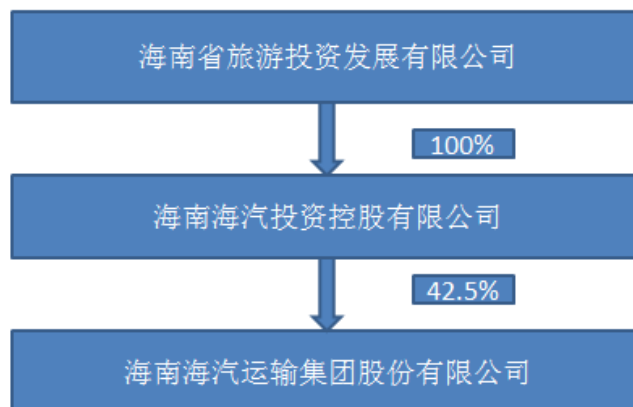 海南省旅游投资发展有限公司
100%
海南海汽投资控股有限公司
42.5%
海南海汽运输集团股份有限公司